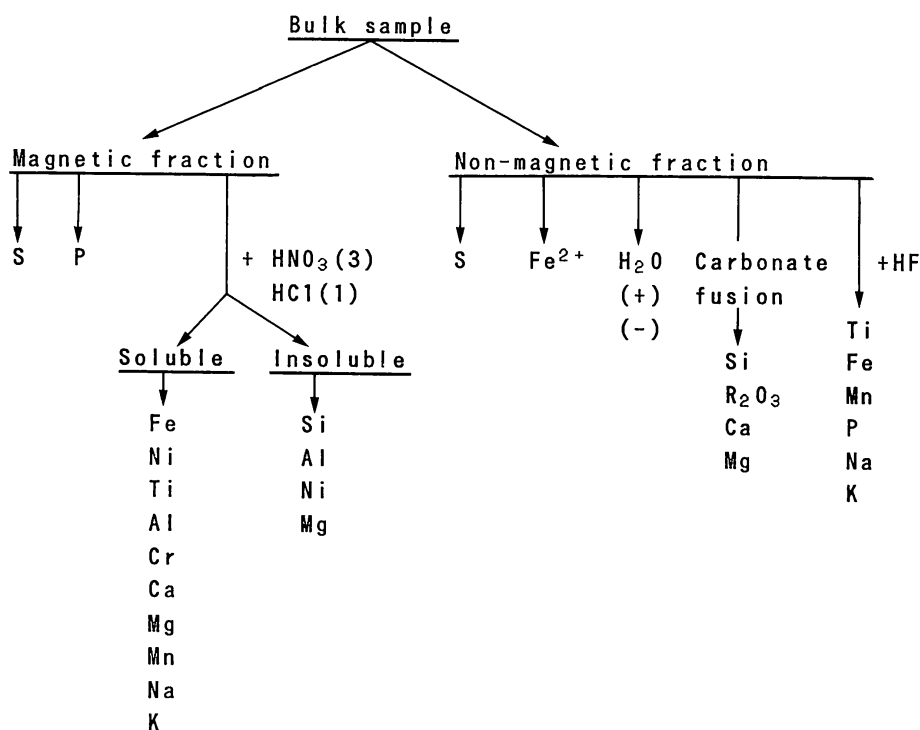 Bulk sample
Magnetic fraction
S
P
+ HNO₃(3)
HCl(1)
Soluble
Fe
Ni
Ti
Al
Cr
Ca
Mg
Mn
Na
K
Insoluble
Si
Al
Ni
Mg
Non-magnetic fraction
S
Fe²⁺
H₂O
(+)
(-)
Carbonate
fusion
Si
R₂O₃
Ca
Mg
+HF
Ti
Fe
Mn
P
Na
K